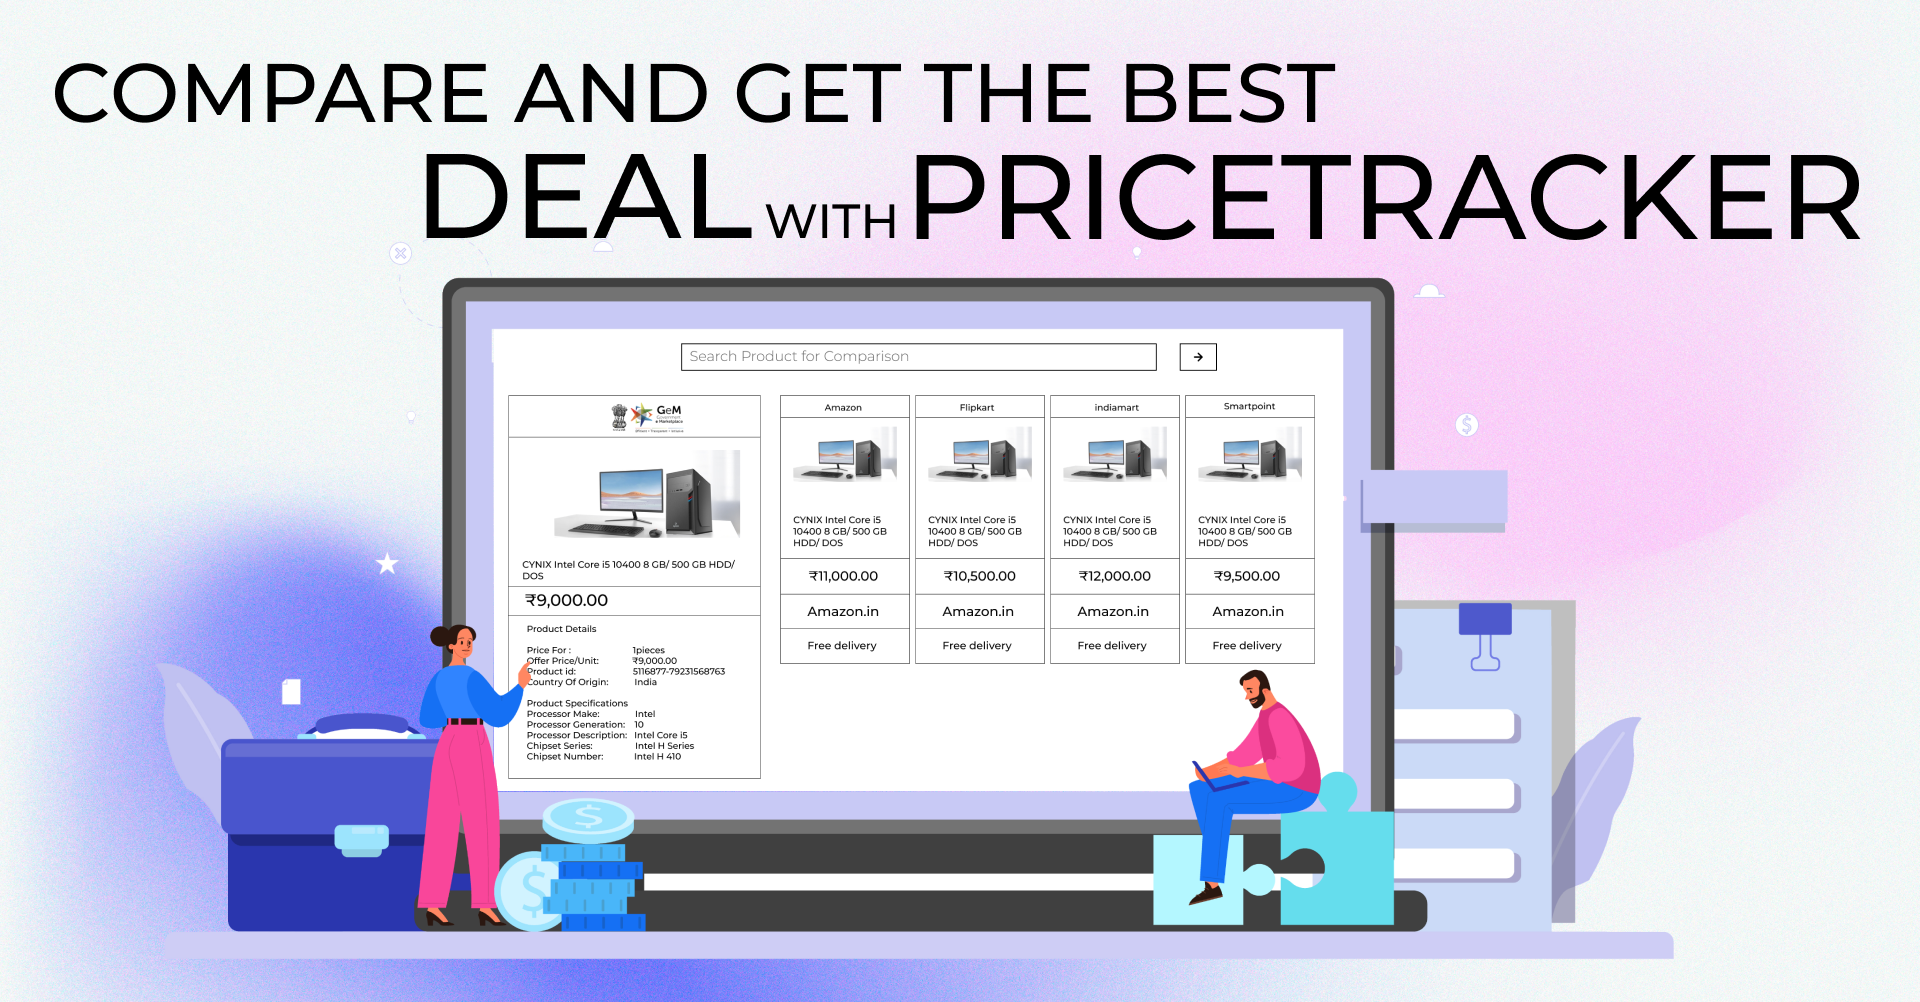 COMPARE AND GET THE BEST
DEAL WITH PRICETRACKER
Search Product for Comparison
GeM
Government
e Marketplace
Efficient • Transparent • Inclusive
CYNIX Intel Core i5 10400 8 GB/ 500 GB HDD/
DOS
₹9,000.00
Product Details
Price For : 1pieces
Offer Price/Unit: ₹9,000.00
Product id: 5116877-79231568763
Country Of Origin: India
Product Specifications
Processor Make: Intel
Processor Generation: 10
Processor Description: Intel Core i5
Chipset Series: Intel H Series
Chipset Number: Intel H 410
Amazon
CYNIX Intel Core i5
10400 8 GB/ 500 GB
HDD/ DOS
₹11,000.00
Amazon.in
Free delivery
Flipkart
CYNIX Intel Core i5
10400 8 GB/ 500 GB
HDD/ DOS
₹10,500.00
Amazon.in
Free delivery
indiamart
CYNIX Intel Core i5
10400 8 GB/ 500 GB
HDD/ DOS
₹12,000.00
Amazon.in
Free delivery
Smartpoint
CYNIX Intel Core i5
10400 8 GB/ 500 GB
HDD/ DOS
₹9,500.00
Amazon.in
Free delivery
$
$
$